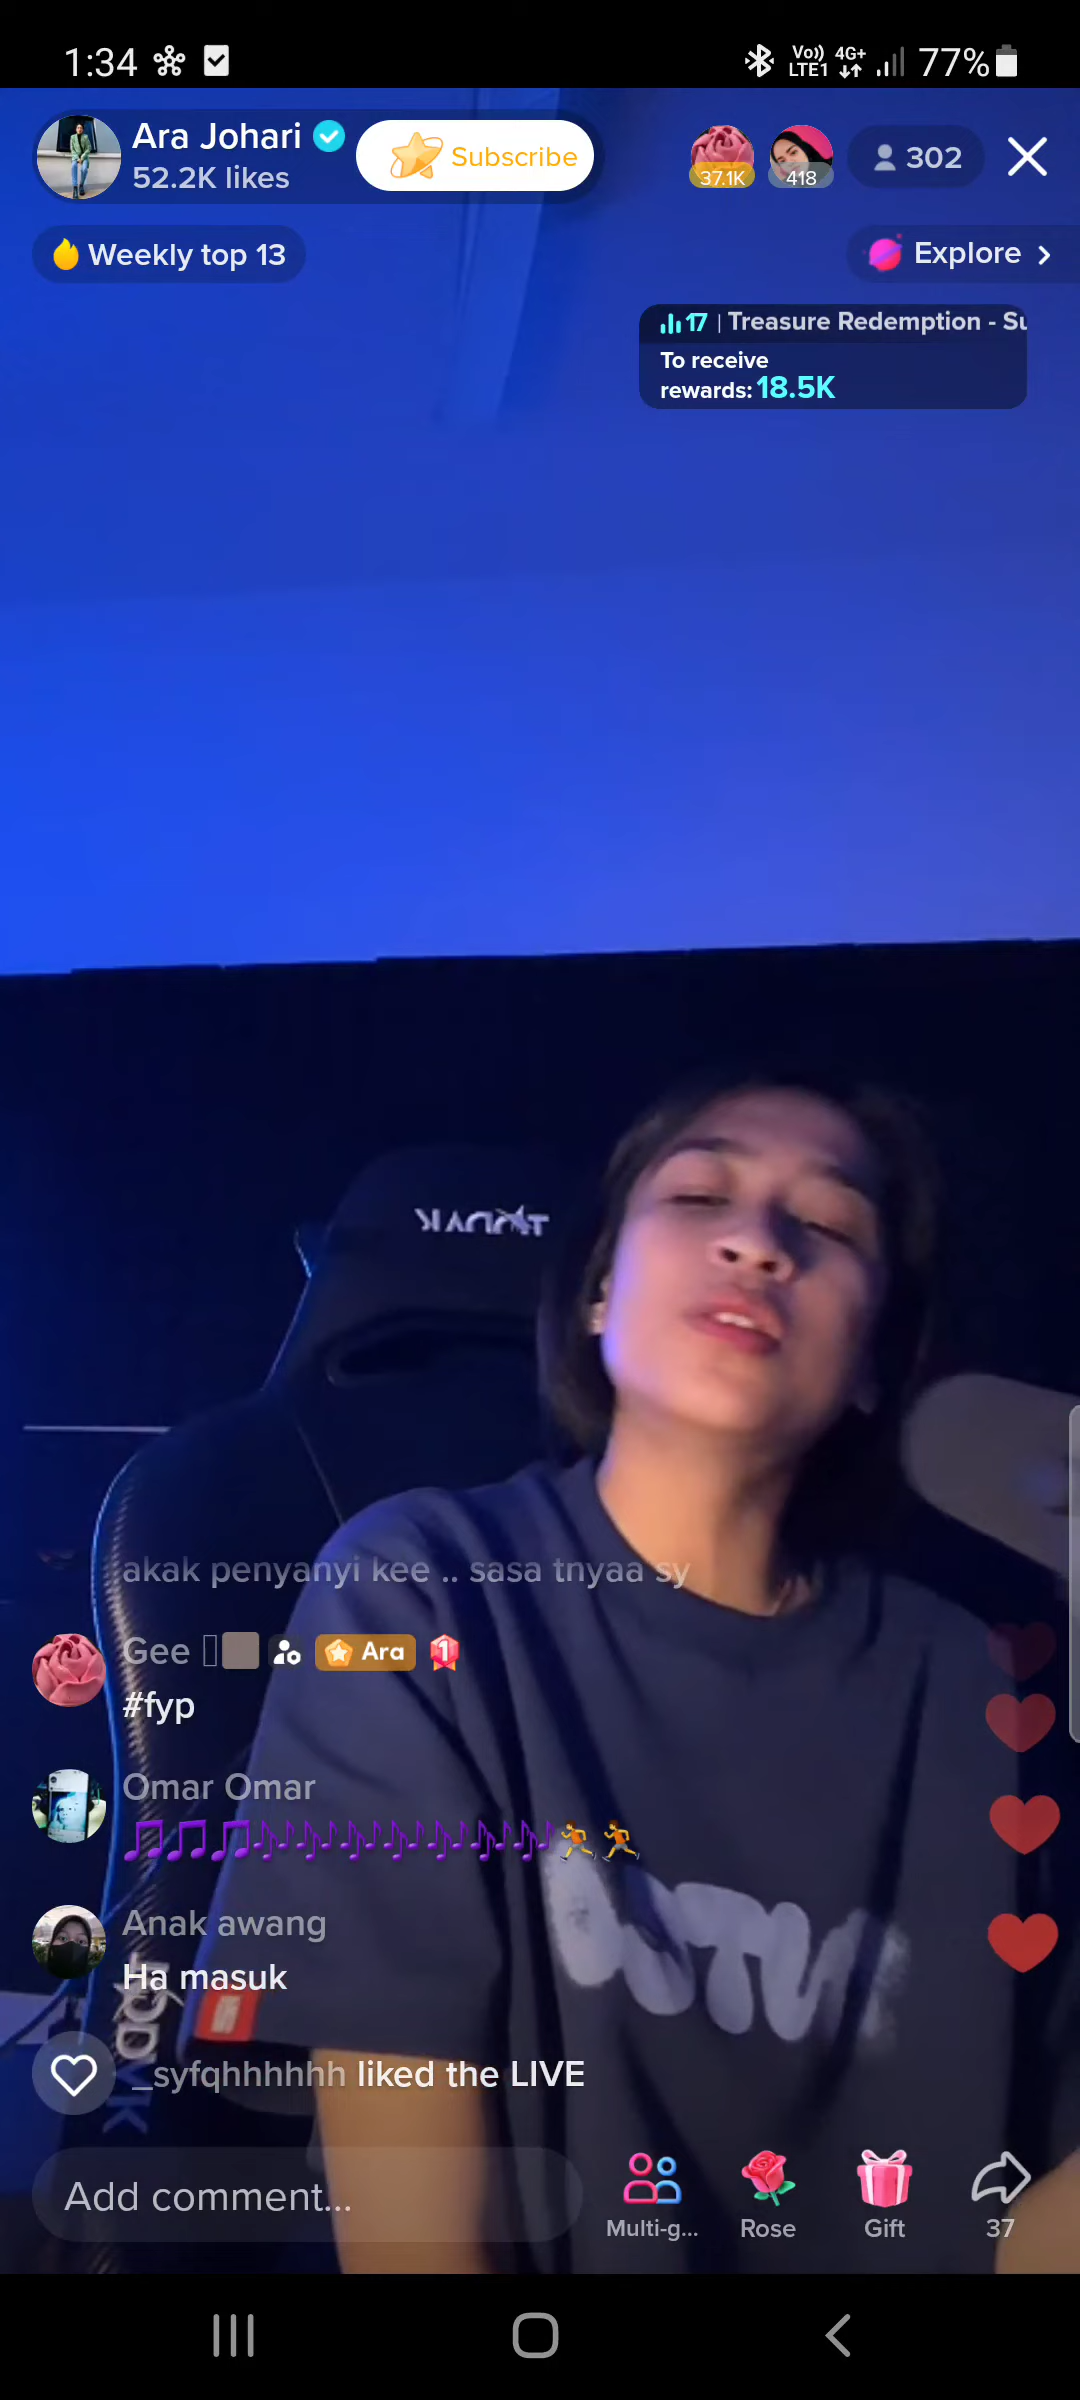 1:34
Vo)) LTE1 4G+ 77%
Ara Johari
52.2K likes
Subscribe
37.1K
418
302
Weekly top 13
Explore
17 | Treasure Redemption - Su
To receive
rewards: 18.5K
akak penyanyi kee .. sasa tnyaa sy
Gee Ara 1
#fyp
Omar Omar
Anak awang
Ha masuk
_syfqhhhhhh liked the LIVE
Add comment...
Multi-g...
Rose
Gift
37